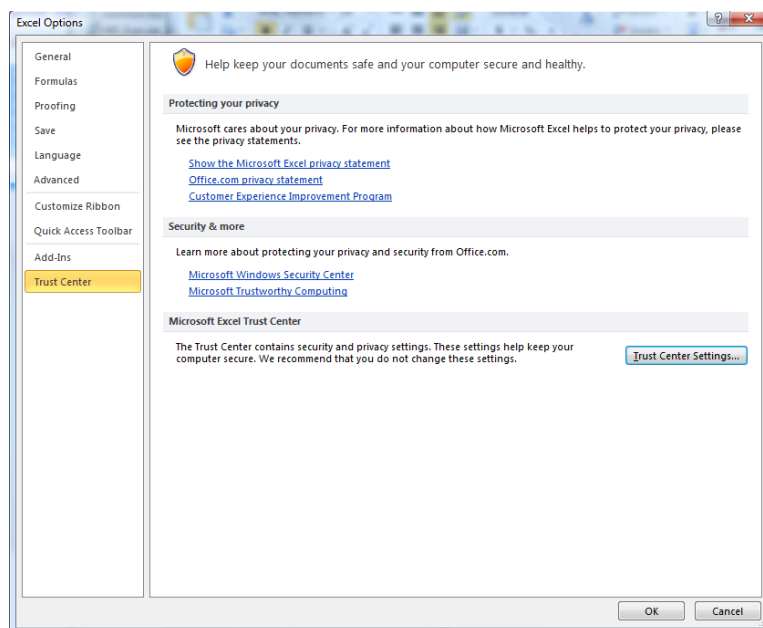 Excel Options
General
Formulas
Proofing
Save
Language
Advanced
Customize Ribbon
Quick Access Toolbar
Add-Ins
Trust Center
Help keep your documents safe and your computer secure and healthy.
Protecting your privacy
Microsoft cares about your privacy. For more information about how Microsoft Excel helps to protect your privacy, please
see the privacy statements.
Show the Microsoft Excel privacy statement
Office.com privacy statement
Customer Experience Improvement Program
Security & more
Learn more about protecting your privacy and security from Office.com.
Microsoft Windows Security Center
Microsoft Trustworthy Computing
Microsoft Excel Trust Center
The Trust Center contains security and privacy settings. These settings help keep your
computer secure. We recommend that you do not change these settings.
Trust Center Settings...
OK
Cancel